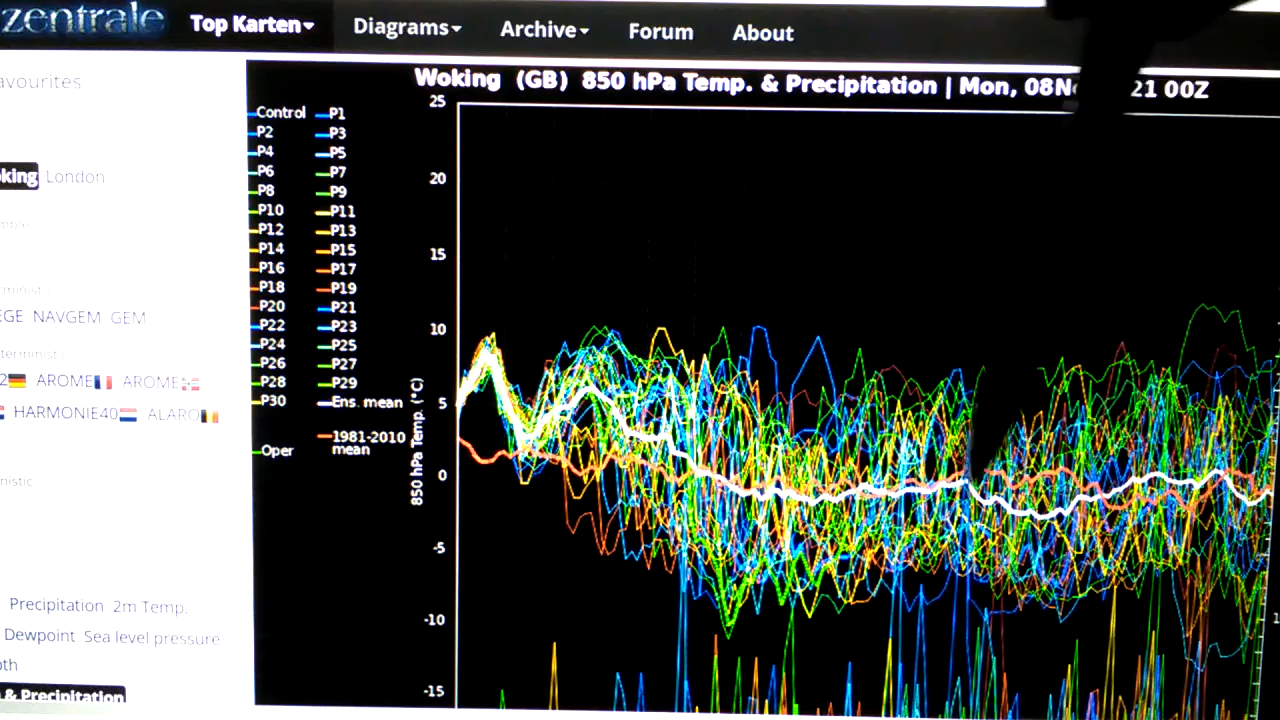 zentrale Top Karten Diagrams Archive Forum About
avourites
Woking (GB) 850 hPa Temp. & Precipitation | Mon, 08N 21 00Z
king London
EGE NAVGEM GEM
2 AROME AROME
HARMONIE40 ALARO
nistic
Precipitation 2m Temp.
Dewpoint Sea level pressure
pth
& Precipitation
Control P1
P2 P3
P4 P5
P6 P7
P8 P9
P10 P11
P12 P13
P14 P15
P16 P17
P18 P19
P20 P21
P22 P23
P24 P25
P26 P27
P28 P29
P30 Ens. mean
1981-2010
Oper mean
850 hPa Temp. (°C)
25
20
15
10
5
0
-5
-10
-15